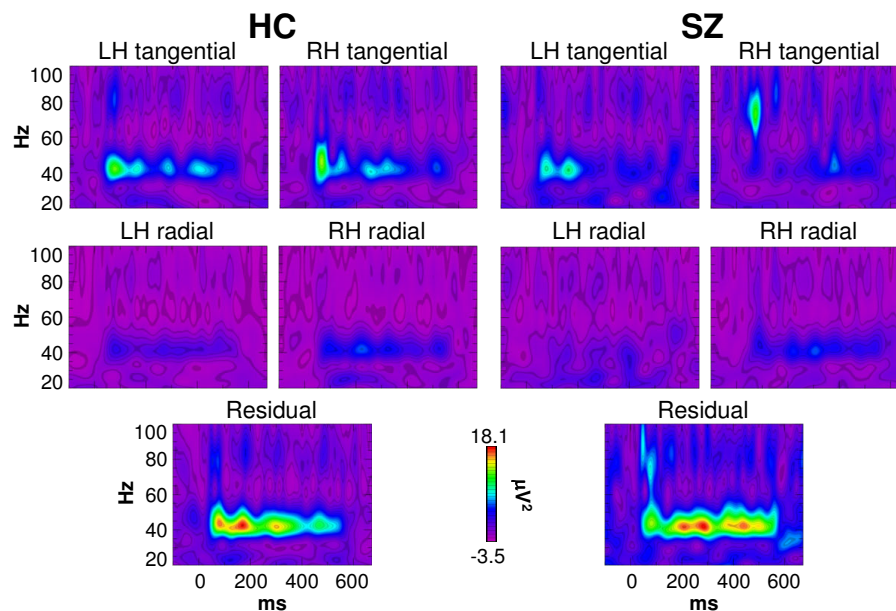 HC SZ
LH tangential RH tangential LH tangential RH tangential
100
80
60
40
20
Hz
LH radial RH radial LH radial RH radial
100
80
60
40
20
Hz
Residual Residual
100
80
60
40
20
Hz
18.1
-3.5
µV²
0 200 400 600
ms
0 200 400 600
ms